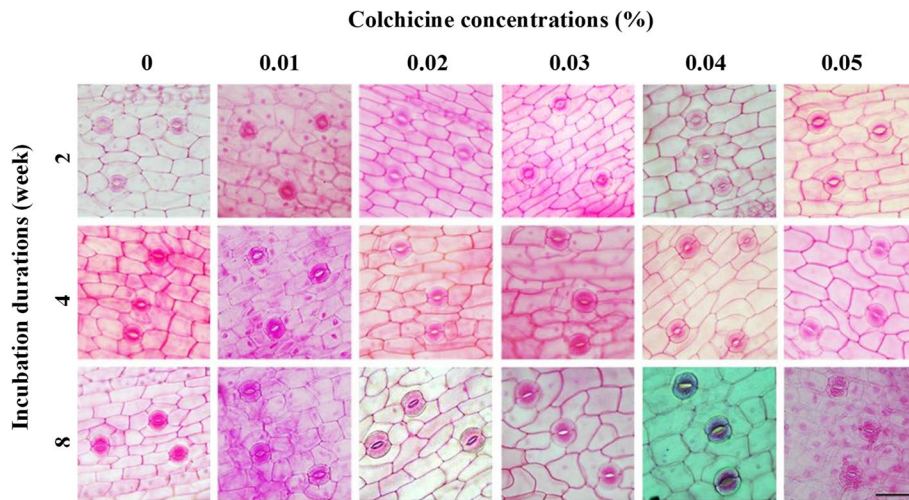 Colchicine concentrations (%)
0 0.01 0.02 0.03 0.04 0.05
Incubation durations (week)
2
4
8